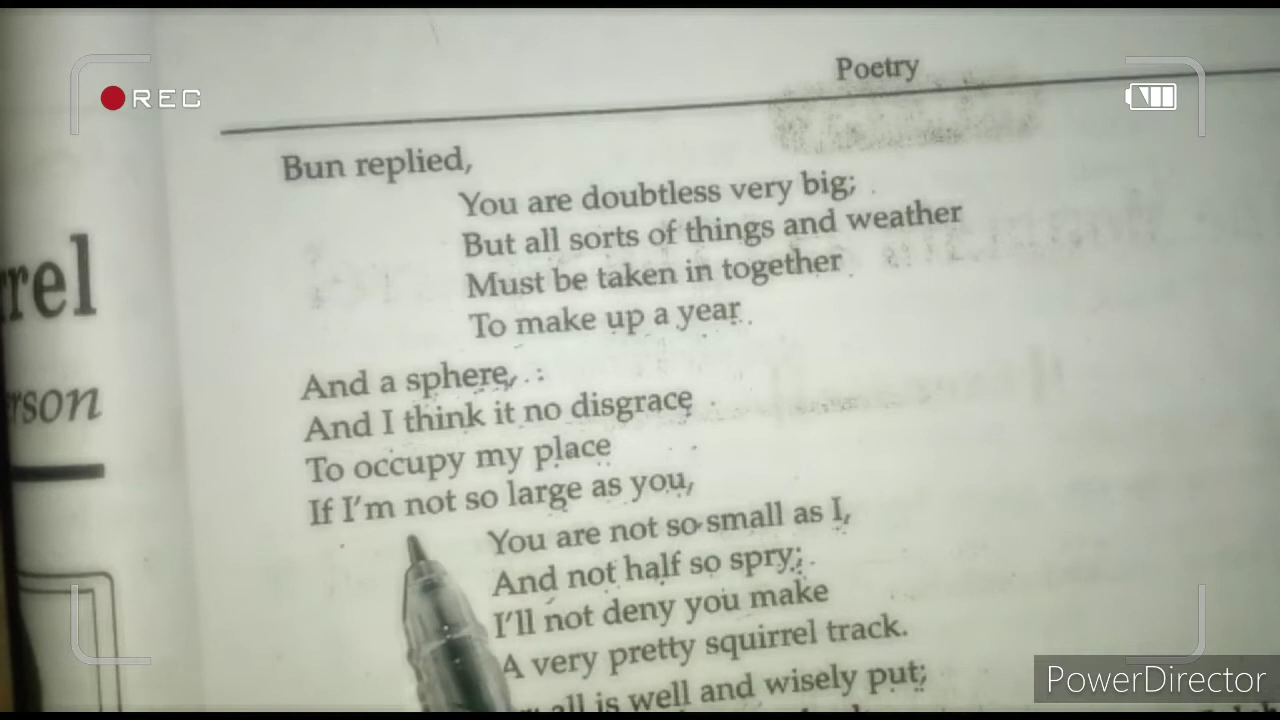 REC
Poetry
rrel
rson
Bun replied,
You are doubtless very big;
But all sorts of things and weather
Must be taken in together
To make up a year
And a sphere,
And I think it no disgrace
To occupy my place
If I'm not so large as you,
You are not so small as I,
And not half so spry;
I'll not deny you make
A very pretty squirrel track.
all is well and wisely put;
PowerDirector